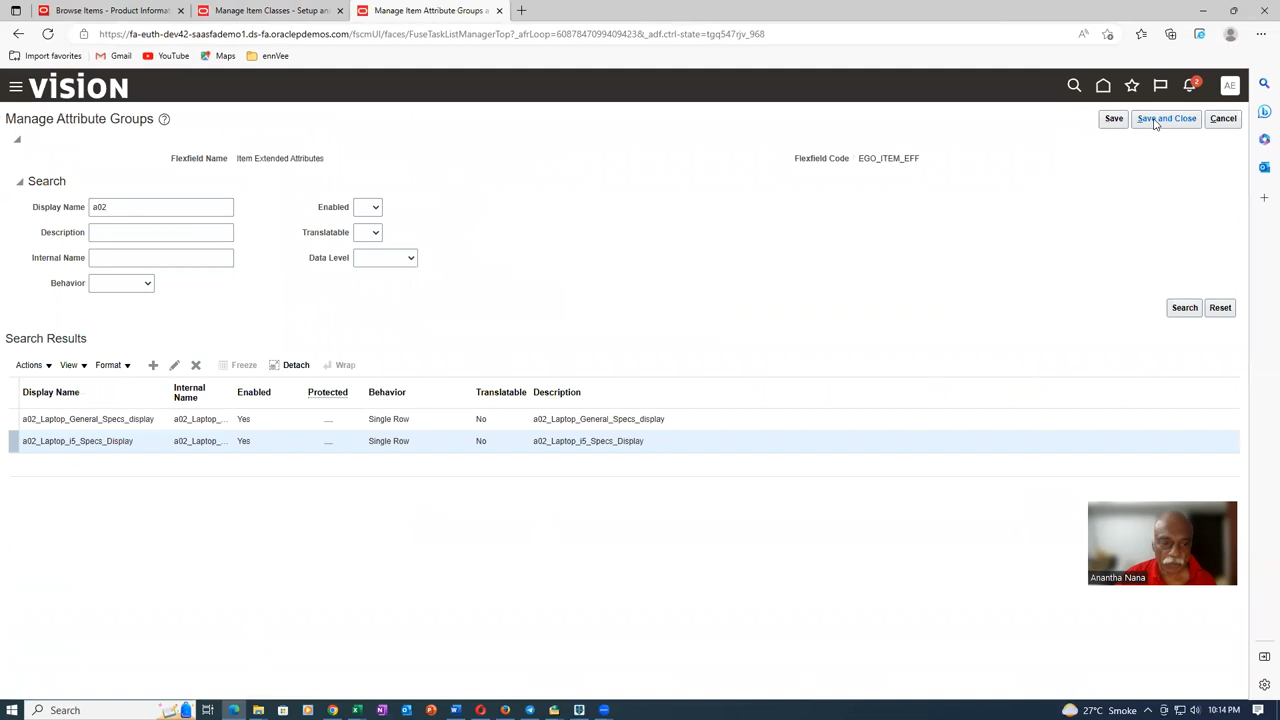 Browse Items - Product Informati
Manage Item Classes - Setup and
Manage Item Attribute Groups - a
https://fa-euth-dev42-saasfademo1.ds-fa.oraclepdemos.com/fscmUI/faces/FuseTaskListManagerTop?_afrLoop=6087847099409423&_adf.ctrl-state=tgq547rjv_968
Import favorites
Gmail
YouTube
Maps
ennVee
VISION
2
AE
Manage Attribute Groups
Save
Save and Close
Cancel
Flexfield Name Item Extended Attributes
Flexfield Code EGO_ITEM_EFF
Search
Display Name a02
Enabled
Description
Translatable
Internal Name
Data Level
Behavior
Search
Reset
Search Results
Actions View Format Freeze Detach Wrap
Display Name Internal Name Enabled Protected Behavior Translatable Description
a02_Laptop_General_Specs_display a02_Laptop_... Yes Single Row No a02_Laptop_General_Specs_display
a02_Laptop_i5_Specs_Display a02_Laptop_... Yes Single Row No a02_Laptop_i5_Specs_Display
Anantha Nana
Search
27°C Smoke
10:14 PM